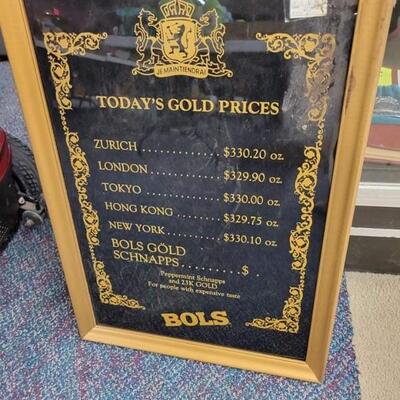 JE MAINTIENDRAI
TODAY'S GOLD PRICES
ZURICH . . . . . . . . . . . . $330.20 oz.
LONDON . . . . . . . . . . . $329.90 oz.
TOKYO . . . . . . . . . . . . . $330.00 oz.
HONG KONG . . . . . . . . $329.75 oz.
NEW YORK . . . . . . . . . . $330.10 oz.
BOLS GOLD
SCHNAPPS . . . . . . . . . . $ .
Peppermint Schnapps
and 23K GOLD
For people with expensive taste
BOLS